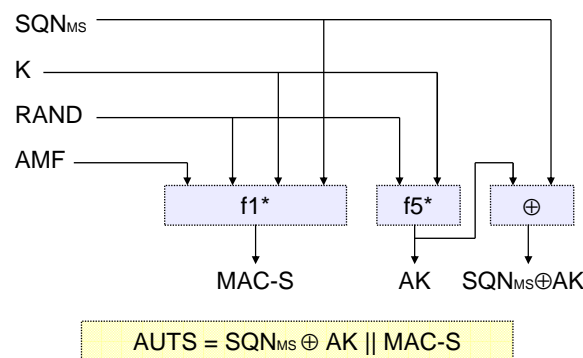 SQNMS
K
RAND
AMF
f1* f5* ⊕
MAC-S AK SQNMS⊕AK
AUTS = SQNMS ⊕ AK || MAC-S